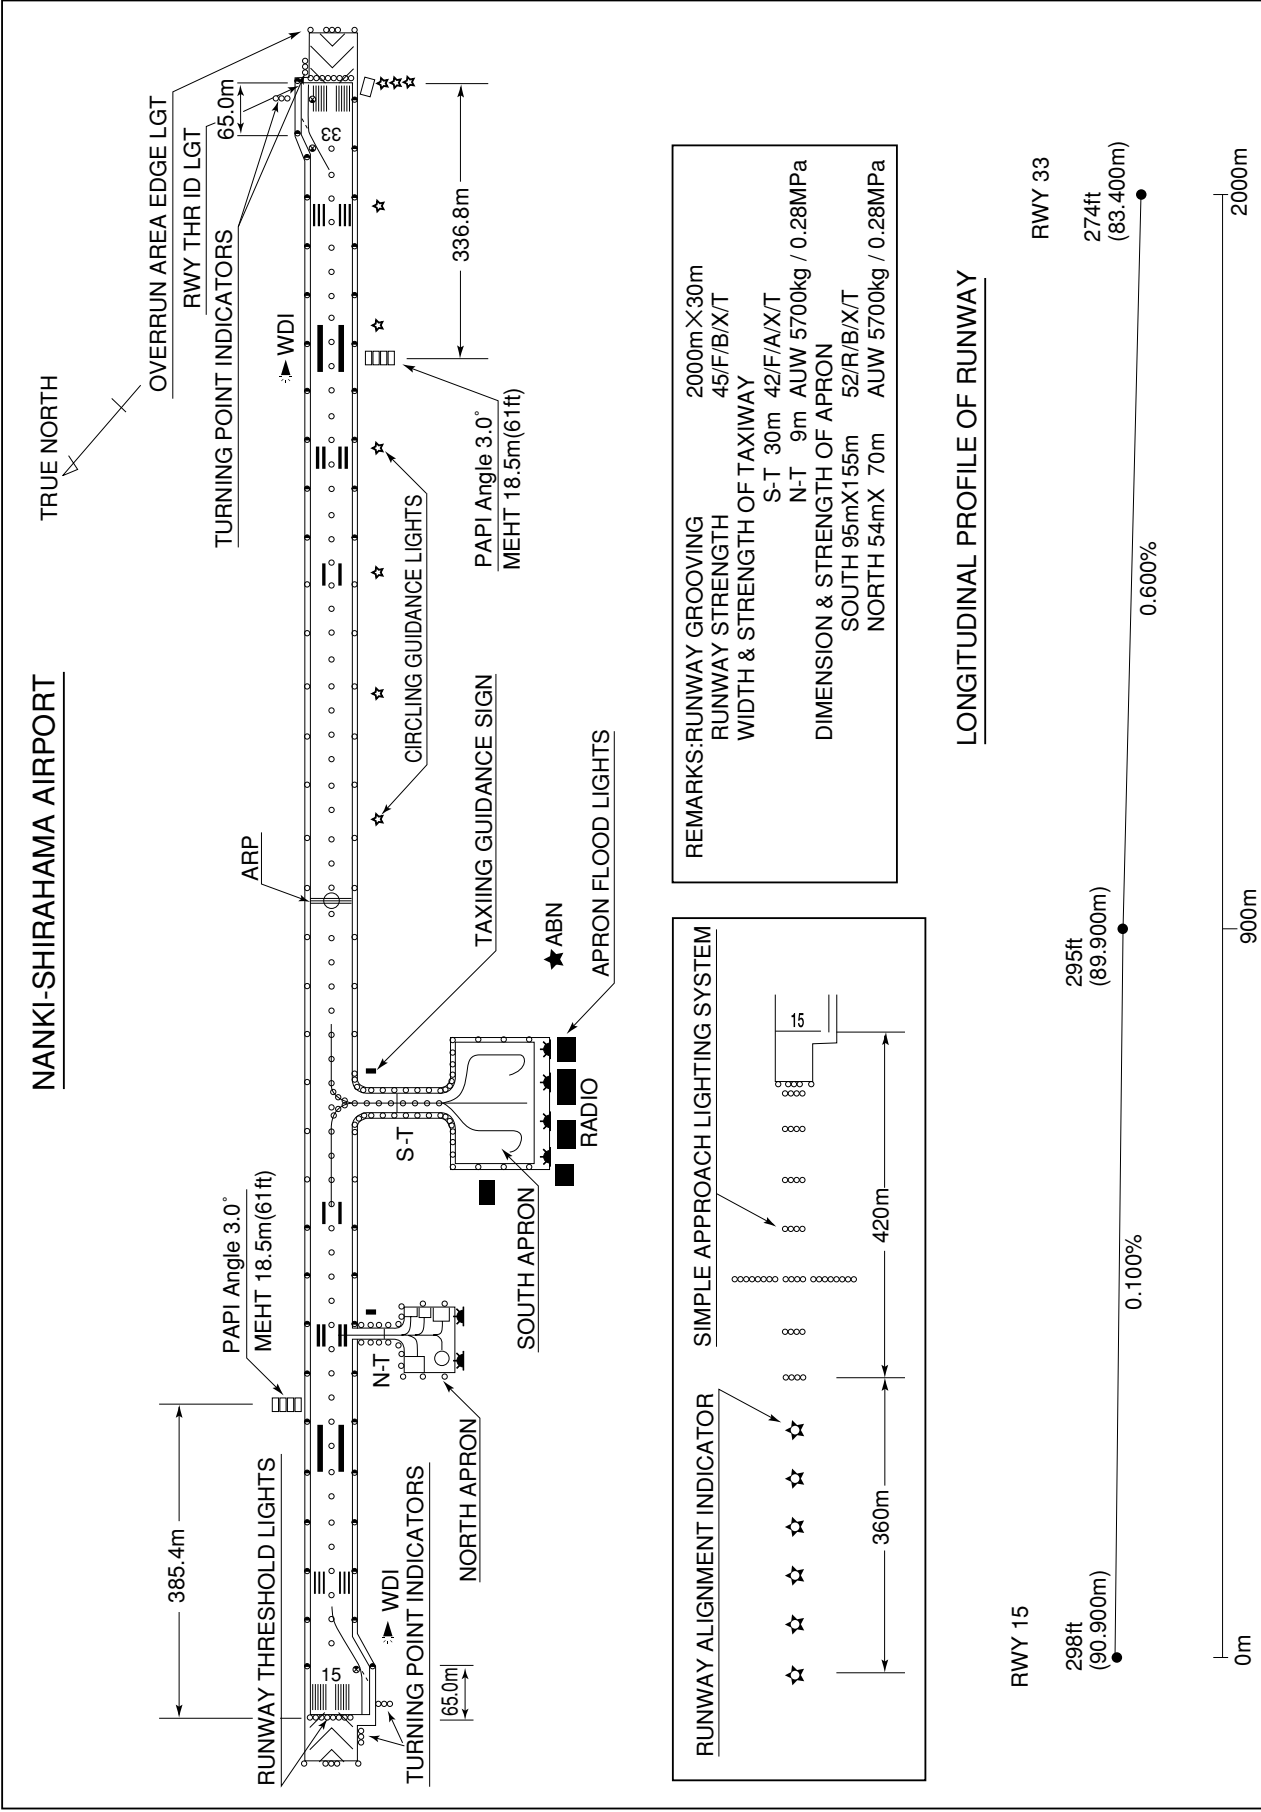 NANKI-SHIRAHAMA AIRPORT
TRUE NORTH
OVERRUN AREA EDGE LGT
RWY THR ID LGT
TURNING POINT INDICATORS
65.0m
WDI
ARP
PAPI Angle 3.0°
MEHT 18.5m(61ft)
385.4m
RUNWAY THRESHOLD LIGHTS
15
33
336.8m
PAPI Angle 3.0°
MEHT 18.5m(61ft)
CIRCLING GUIDANCE LIGHTS
TAXIING GUIDANCE SIGN
ABN
APRON FLOOD LIGHTS
RADIO
S-T
SOUTH APRON
N-T
NORTH APRON
WDI
TURNING POINT INDICATORS
65.0m
RUNWAY ALIGNMENT INDICATOR
SIMPLE APPROACH LIGHTING SYSTEM
15
360m
420m
REMARKS:RUNWAY GROOVING 2000m×30m
RUNWAY STRENGTH 45/F/B/X/T
WIDTH & STRENGTH OF TAXIWAY
S-T 30m 42/F/A/X/T
N-T 9m AUW 5700kg / 0.28MPa
DIMENSION & STRENGTH OF APRON
SOUTH 95mX155m 52/R/B/X/T
NORTH 54mX 70m AUW 5700kg / 0.28MPa
LONGITUDINAL PROFILE OF RUNWAY
RWY 15
298ft
(90.900m)
0.100%
295ft
(89.900m)
0.600%
RWY 33
274ft
(83.400m)
0m
900m
2000m